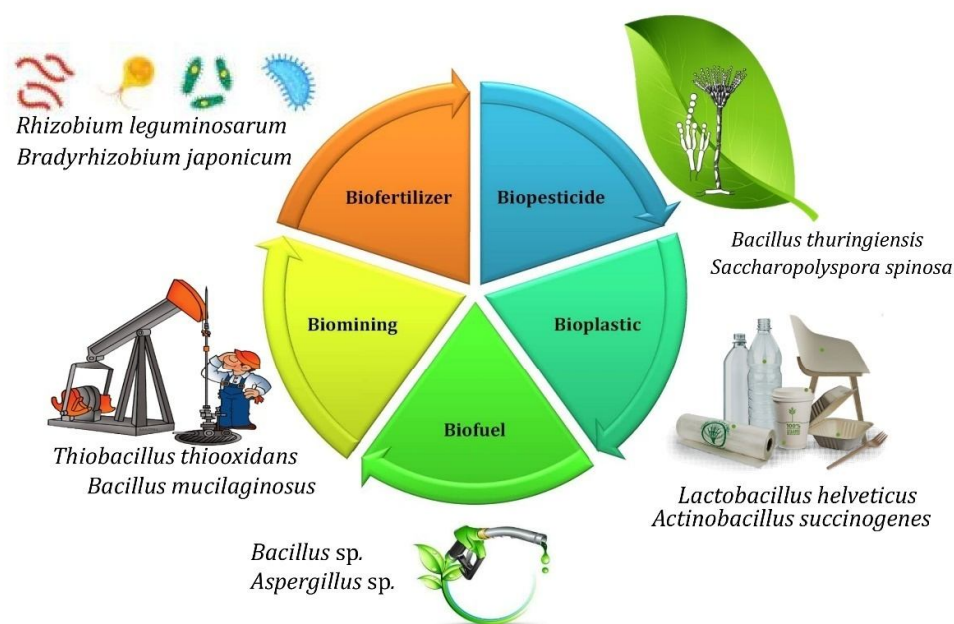 Rhizobium leguminosarum
Bradyrhizobium japonicum
Biofertilizer
Biopesticide
Bacillus thuringiensis
Saccharopolyspora spinosa
Biomining
Bioplastic
Thiobacillus thiooxidans
Bacillus mucilaginosus
Biofuel
Lactobacillus helveticus
Actinobacillus succinogenes
Bacillus sp.
Aspergillus sp.